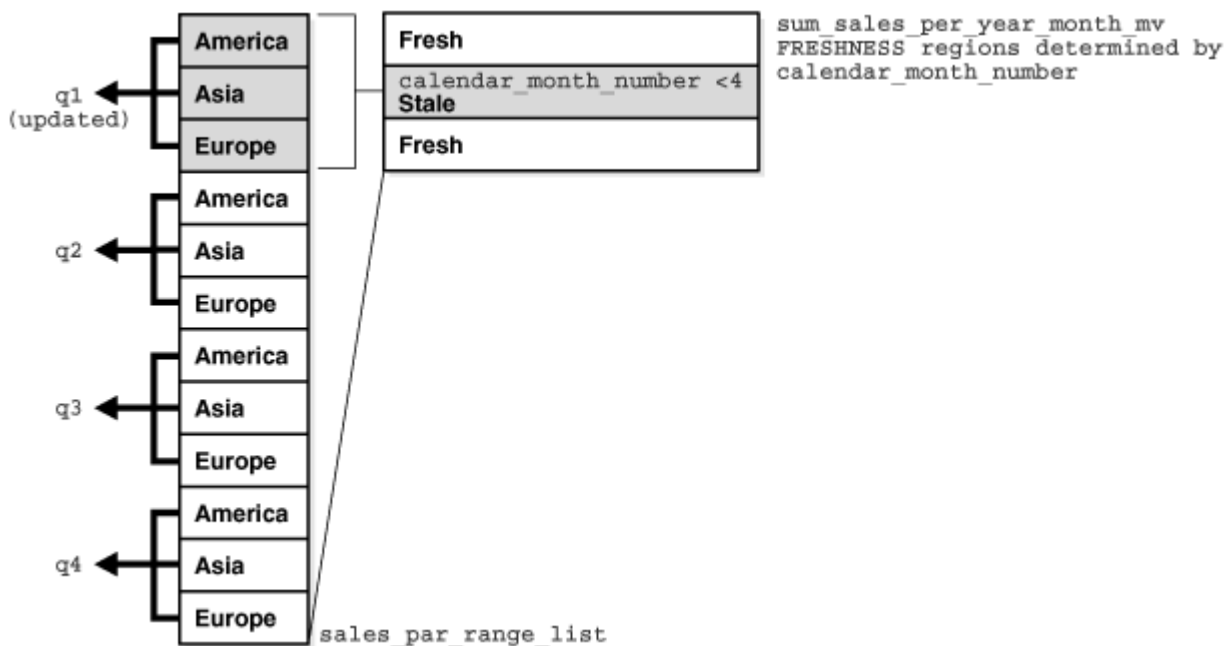 America
Asia
Europe
q1
(updated)
America
Asia
Europe
q2
America
Asia
Europe
q3
America
Asia
Europe
q4
sales_par_range_list
Fresh
calendar_month_number <4
Stale
Fresh
sum_sales_per_year_month_mv
FRESHNESS regions determined by
calendar_month_number